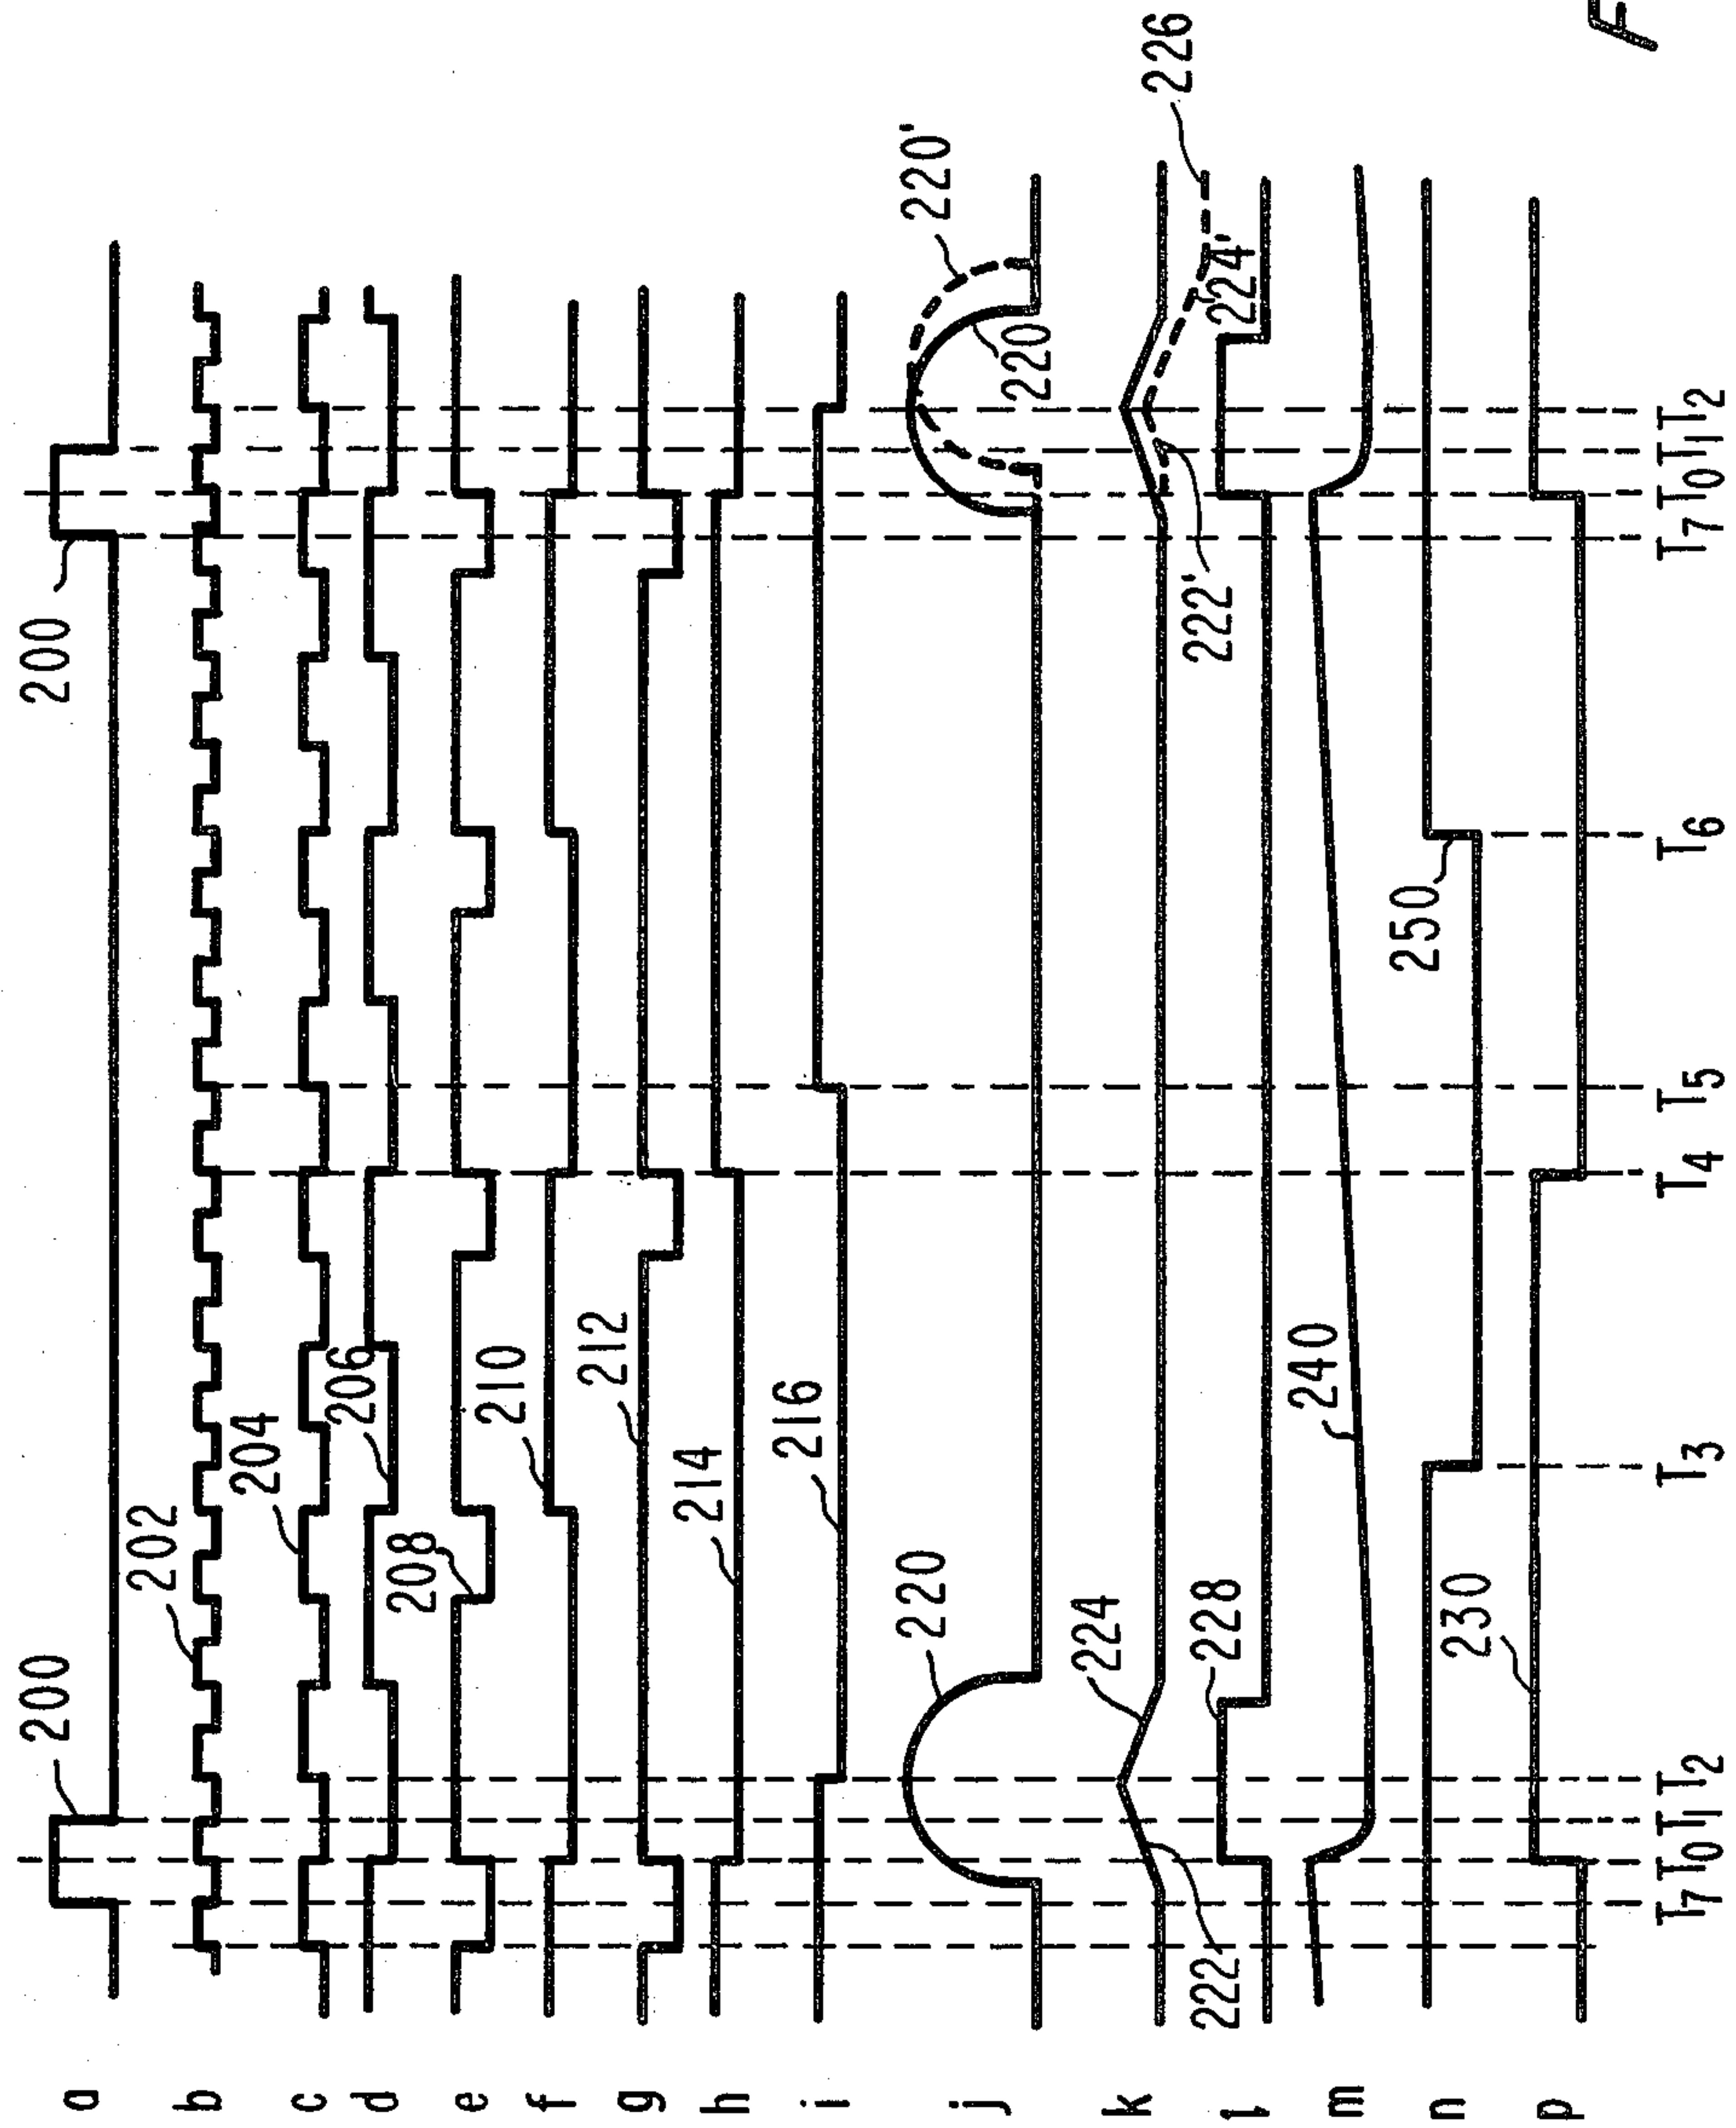 a
200
200
b
202
c
204
d
206
e
208
f
210
g
212
h
214
i
216
j
220
220
220'
k
222
224
222'
224'
226
l
228
m
240
n
250
p
230
T7 T0 T1 T2 T3 T4 T5 T6 T7 T0 T1 T2
F